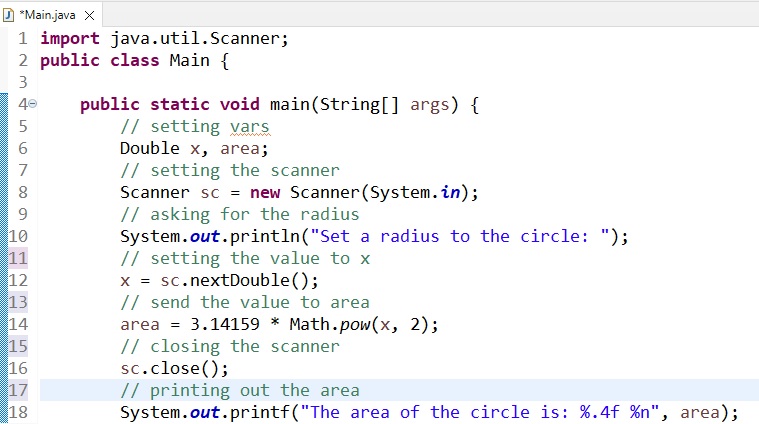 *Main.java
1 import java.util.Scanner;
2 public class Main {
3
4 public static void main(String[] args) {
5 // setting vars
6 Double x, area;
7 // setting the scanner
8 Scanner sc = new Scanner(System.in);
9 // asking for the radius
10 System.out.println("Set a radius to the circle: ");
11 // setting the value to x
12 x = sc.nextDouble();
13 // send the value to area
14 area = 3.14159 * Math.pow(x, 2);
15 // closing the scanner
16 sc.close();
17 // printing out the area
18 System.out.printf("The area of the circle is: %.4f %n", area);